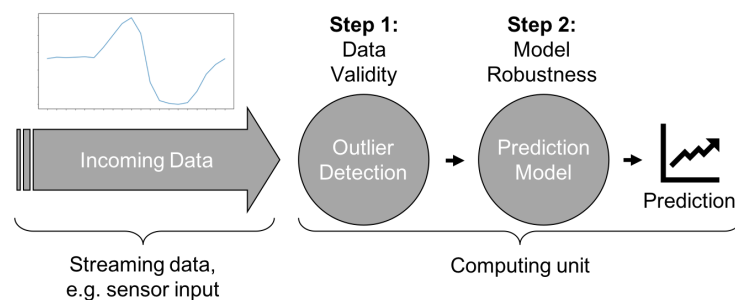 Step 1:
Data
Validity
Step 2:
Model
Robustness
Incoming Data
Outlier
Detection
Prediction
Model
Prediction
Streaming data,
e.g. sensor input
Computing unit